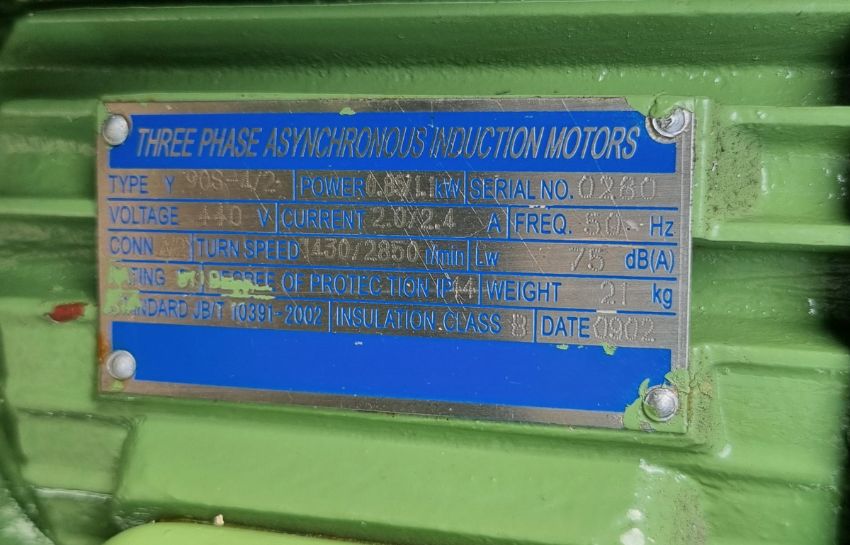 THREE PHASE ASYNCHRONOUS INDUCTION MOTORS
TYPE Y 90S-4/2 POWER 0.85/1.1 kW SERIAL NO. 0280
VOLTAGE 440 V CURRENT 2.0/2.4 A FREQ. 50 Hz
CONN TURN SPEED 1430/2850 r/min Lw 75 dB(A)
DEGREE OF PROTECTION IP44 WEIGHT 21 kg
STANDARD JB/T 10391-2002 INSULATION CLASS B DATE 0902